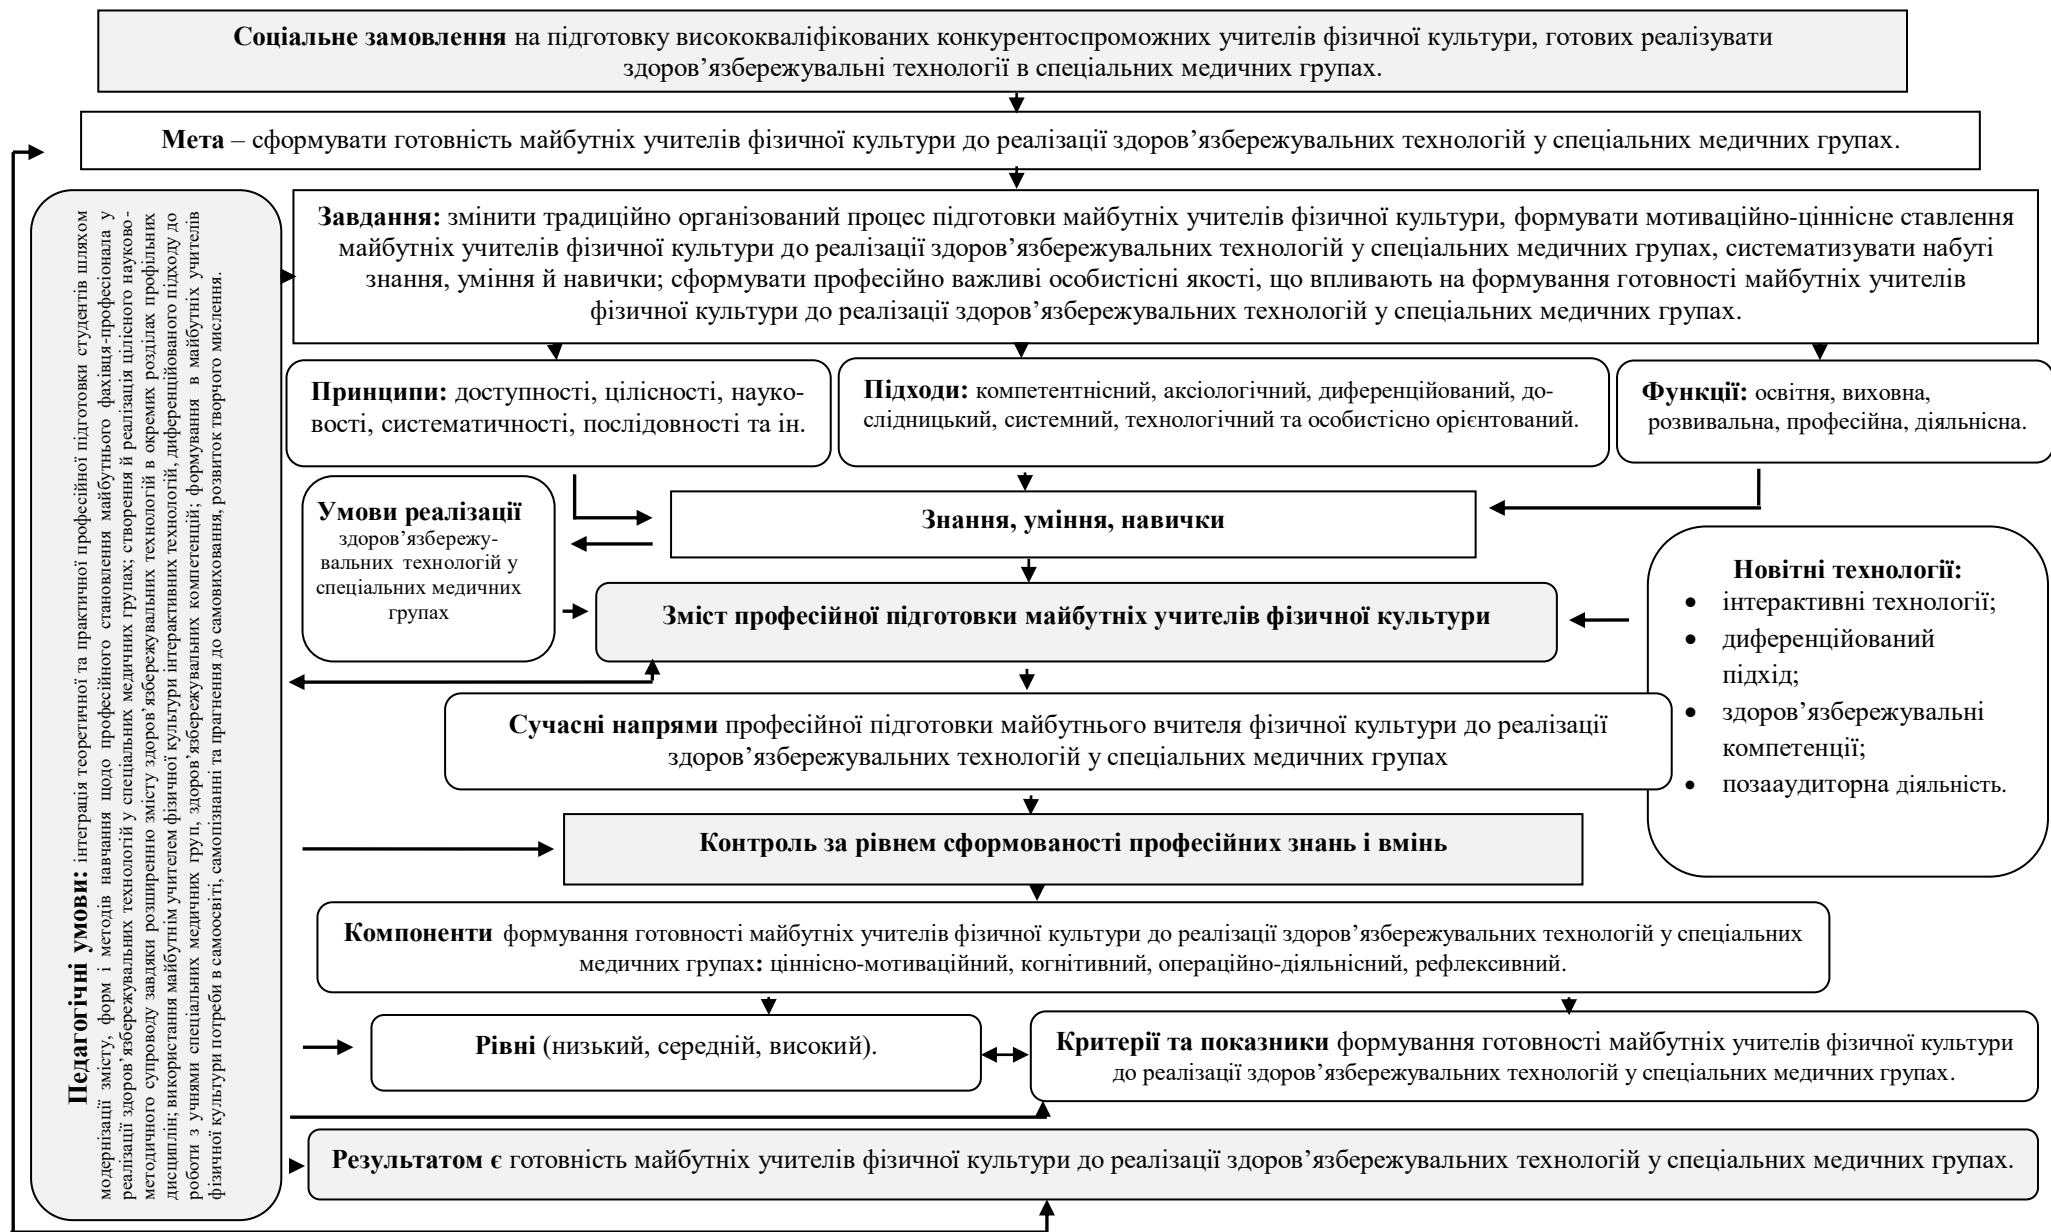 Соціальне замовлення на підготовку висококваліфікованих конкурентоспроможних учителів фізичної культури, готових реалізувати
здоров’язбережувальні технології в спеціальних медичних групах.
Мета – сформувати готовність майбутніх учителів фізичної культури до реалізації здоров’язбережувальних технологій у спеціальних медичних групах.
Педагогічні умови: інтеграція теоретичної та практичної професійної підготовки студентів шляхом
модернізації змісту, форм і методів навчання щодо професійного становлення майбутнього фахівця-професіонала у
реалізації здоров’язбережувальних технологій у спеціальних медичних групах; створення й реалізація цілісного науково-
методичного супроводу завдяки розширенню змісту здоров’язбережувальних технологій в окремих розділах профільних
дисциплін; використання майбутнім учителем фізичної культури інтерактивних технологій, диференційованого підходу до
роботи з учнями спеціальних медичних груп, здоров’язбережувальних компетенцій; формування в майбутніх учителів
фізичної культури потреби в самоосвіті, самопізнанні та прагнення до самовиховання, розвиток творчого мислення.
Завдання: змінити традиційно організований процес підготовки майбутніх учителів фізичної культури, формувати мотиваційно-ціннісне ставлення
майбутніх учителів фізичної культури до реалізації здоров’язбережувальних технологій у спеціальних медичних групах, систематизувати набуті
знання, уміння й навички; сформувати професійно важливі особистісні якості, що впливають на формування готовності майбутніх учителів
фізичної культури до реалізації здоров’язбережувальних технологій у спеціальних медичних групах.
Принципи: доступності, цілісності, науко-
вості, систематичності, послідовності та ін.
Підходи: компетентнісний, аксіологічний, диференційований, до-
слідницький, системний, технологічний та особистісно орієнтований.
Функції: освітня, виховна,
розвивальна, професійна, діяльнісна.
Умови реалізації
здоров’язбережу-
вальних технологій у
спеціальних медичних
групах
Знання, уміння, навички
Зміст професійної підготовки майбутніх учителів фізичної культури
Новітні технології:
• інтерактивні технології;
• диференційований
підхід;
• здоров’язбережувальні
компетенції;
• позааудиторна діяльність.
Сучасні напрями професійної підготовки майбутнього вчителя фізичної культури до реалізації
здоров’язбережувальних технологій у спеціальних медичних групах
Контроль за рівнем сформованості професійних знань і вмінь
Компоненти формування готовності майбутніх учителів фізичної культури до реалізації здоров’язбережувальних технологій у спеціальних
медичних групах: ціннісно-мотиваційний, когнітивний, операційно-діяльнісний, рефлексивний.
Рівні (низький, середній, високий).
Критерії та показники формування готовності майбутніх учителів фізичної культури
до реалізації здоров’язбережувальних технологій у спеціальних медичних групах.
Результатом є готовність майбутніх учителів фізичної культури до реалізації здоров’язбережувальних технологій у спеціальних медичних групах.